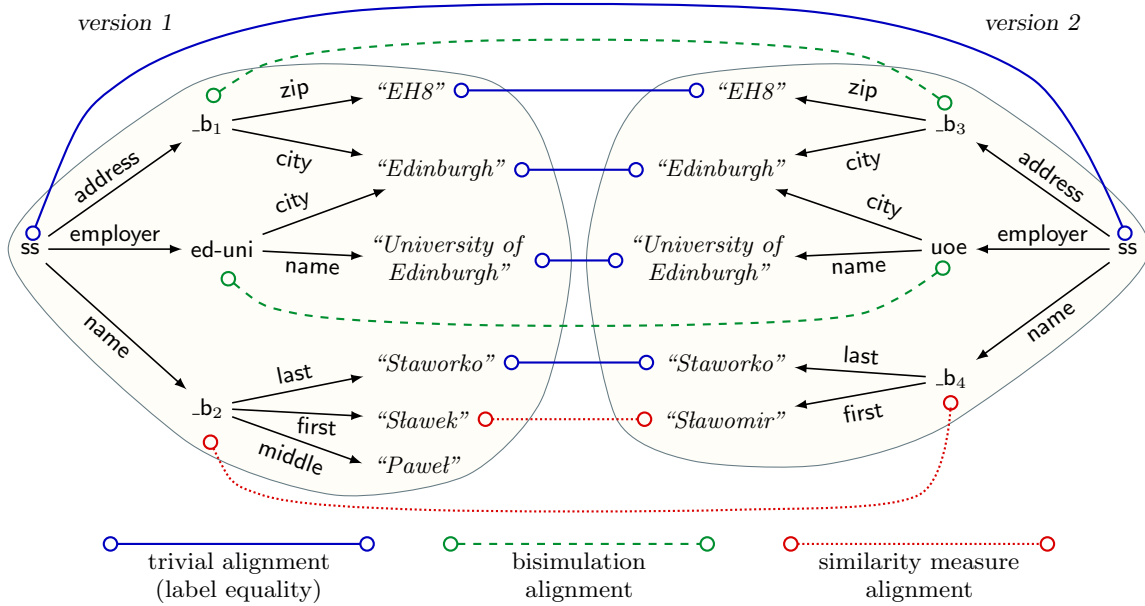 version 1
version 2
zip
“EH8”
“EH8”
zip
_b1
_b3
address
city
“Edinburgh”
“Edinburgh”
city
address
city
city
ss
employer
ed-uni
“University of
Edinburgh”
“University of
Edinburgh”
uoe
employer
ss
name
name
name
name
last
“Staworko”
“Staworko”
last
_b2
_b4
first
“Sławek”
“Sławomir”
first
middle
“Paweł”
trivial alignment
(label equality)
bisimulation
alignment
similarity measure
alignment